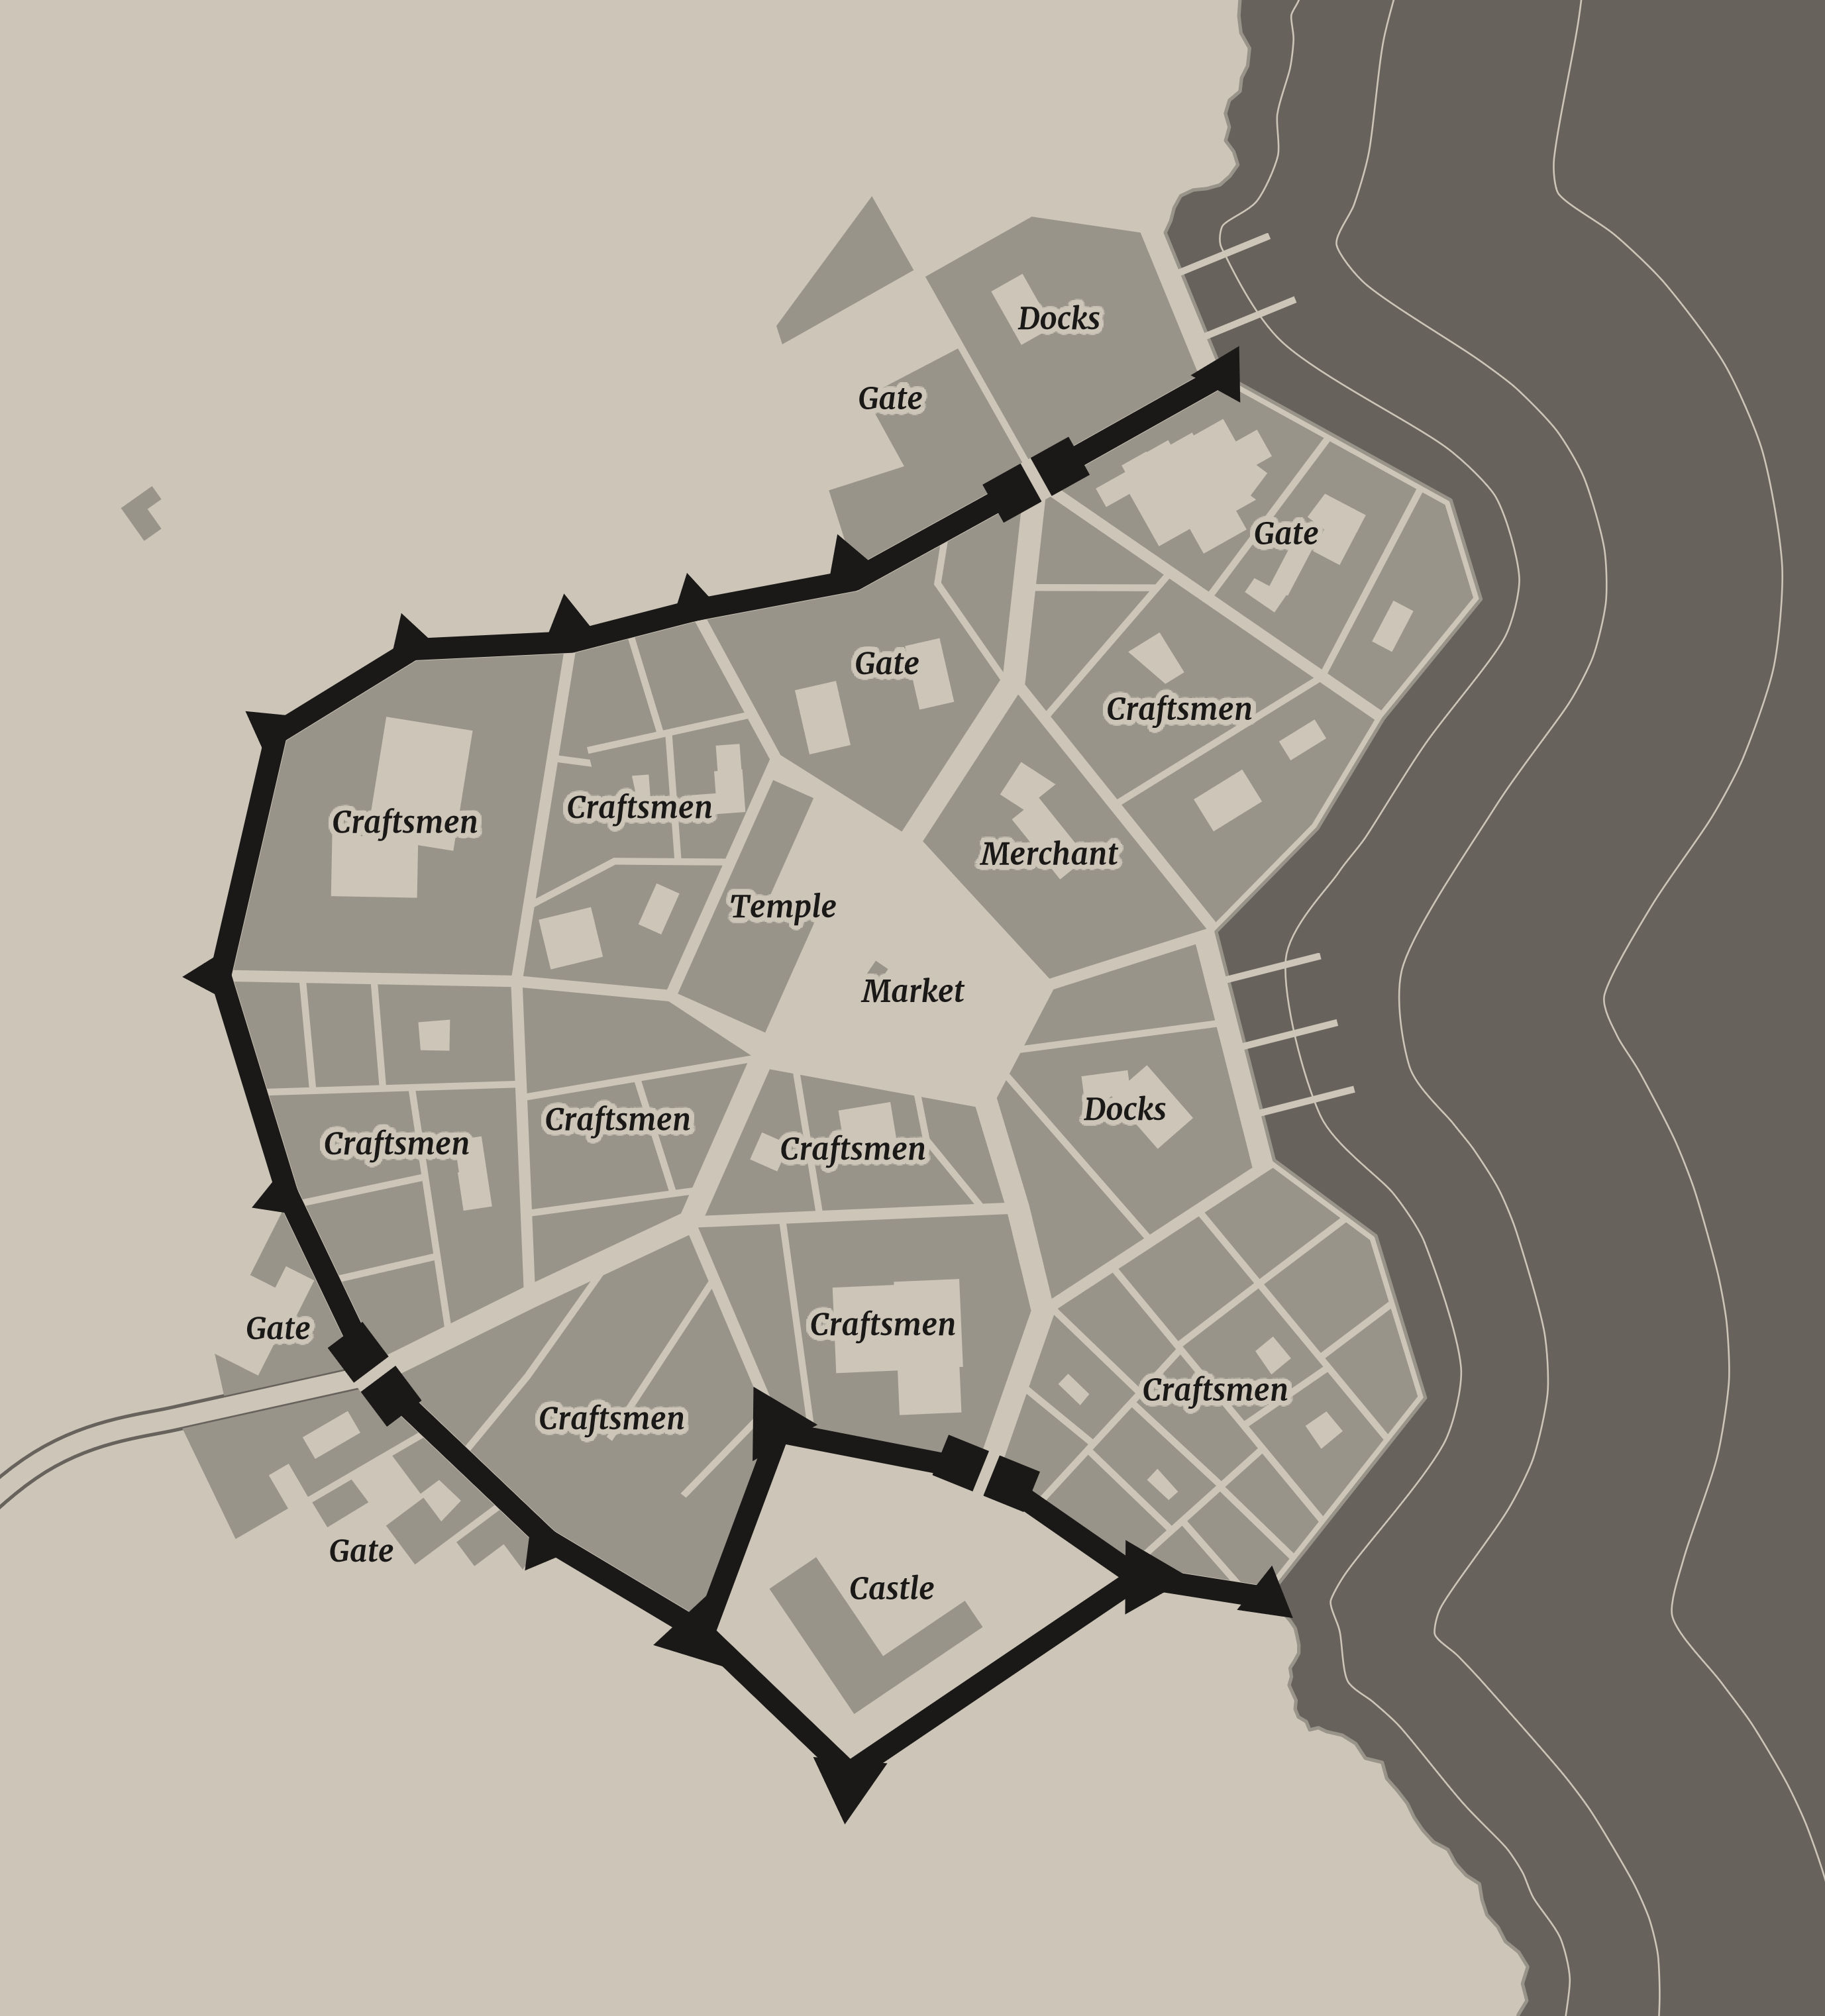 Docks
Gate
Gate
Gate
Craftsmen
Craftsmen
Craftsmen
Merchant
Temple
Market
Docks
Craftsmen
Craftsmen
Craftsmen
Gate
Craftsmen
Craftsmen
Craftsmen
Gate
Castle